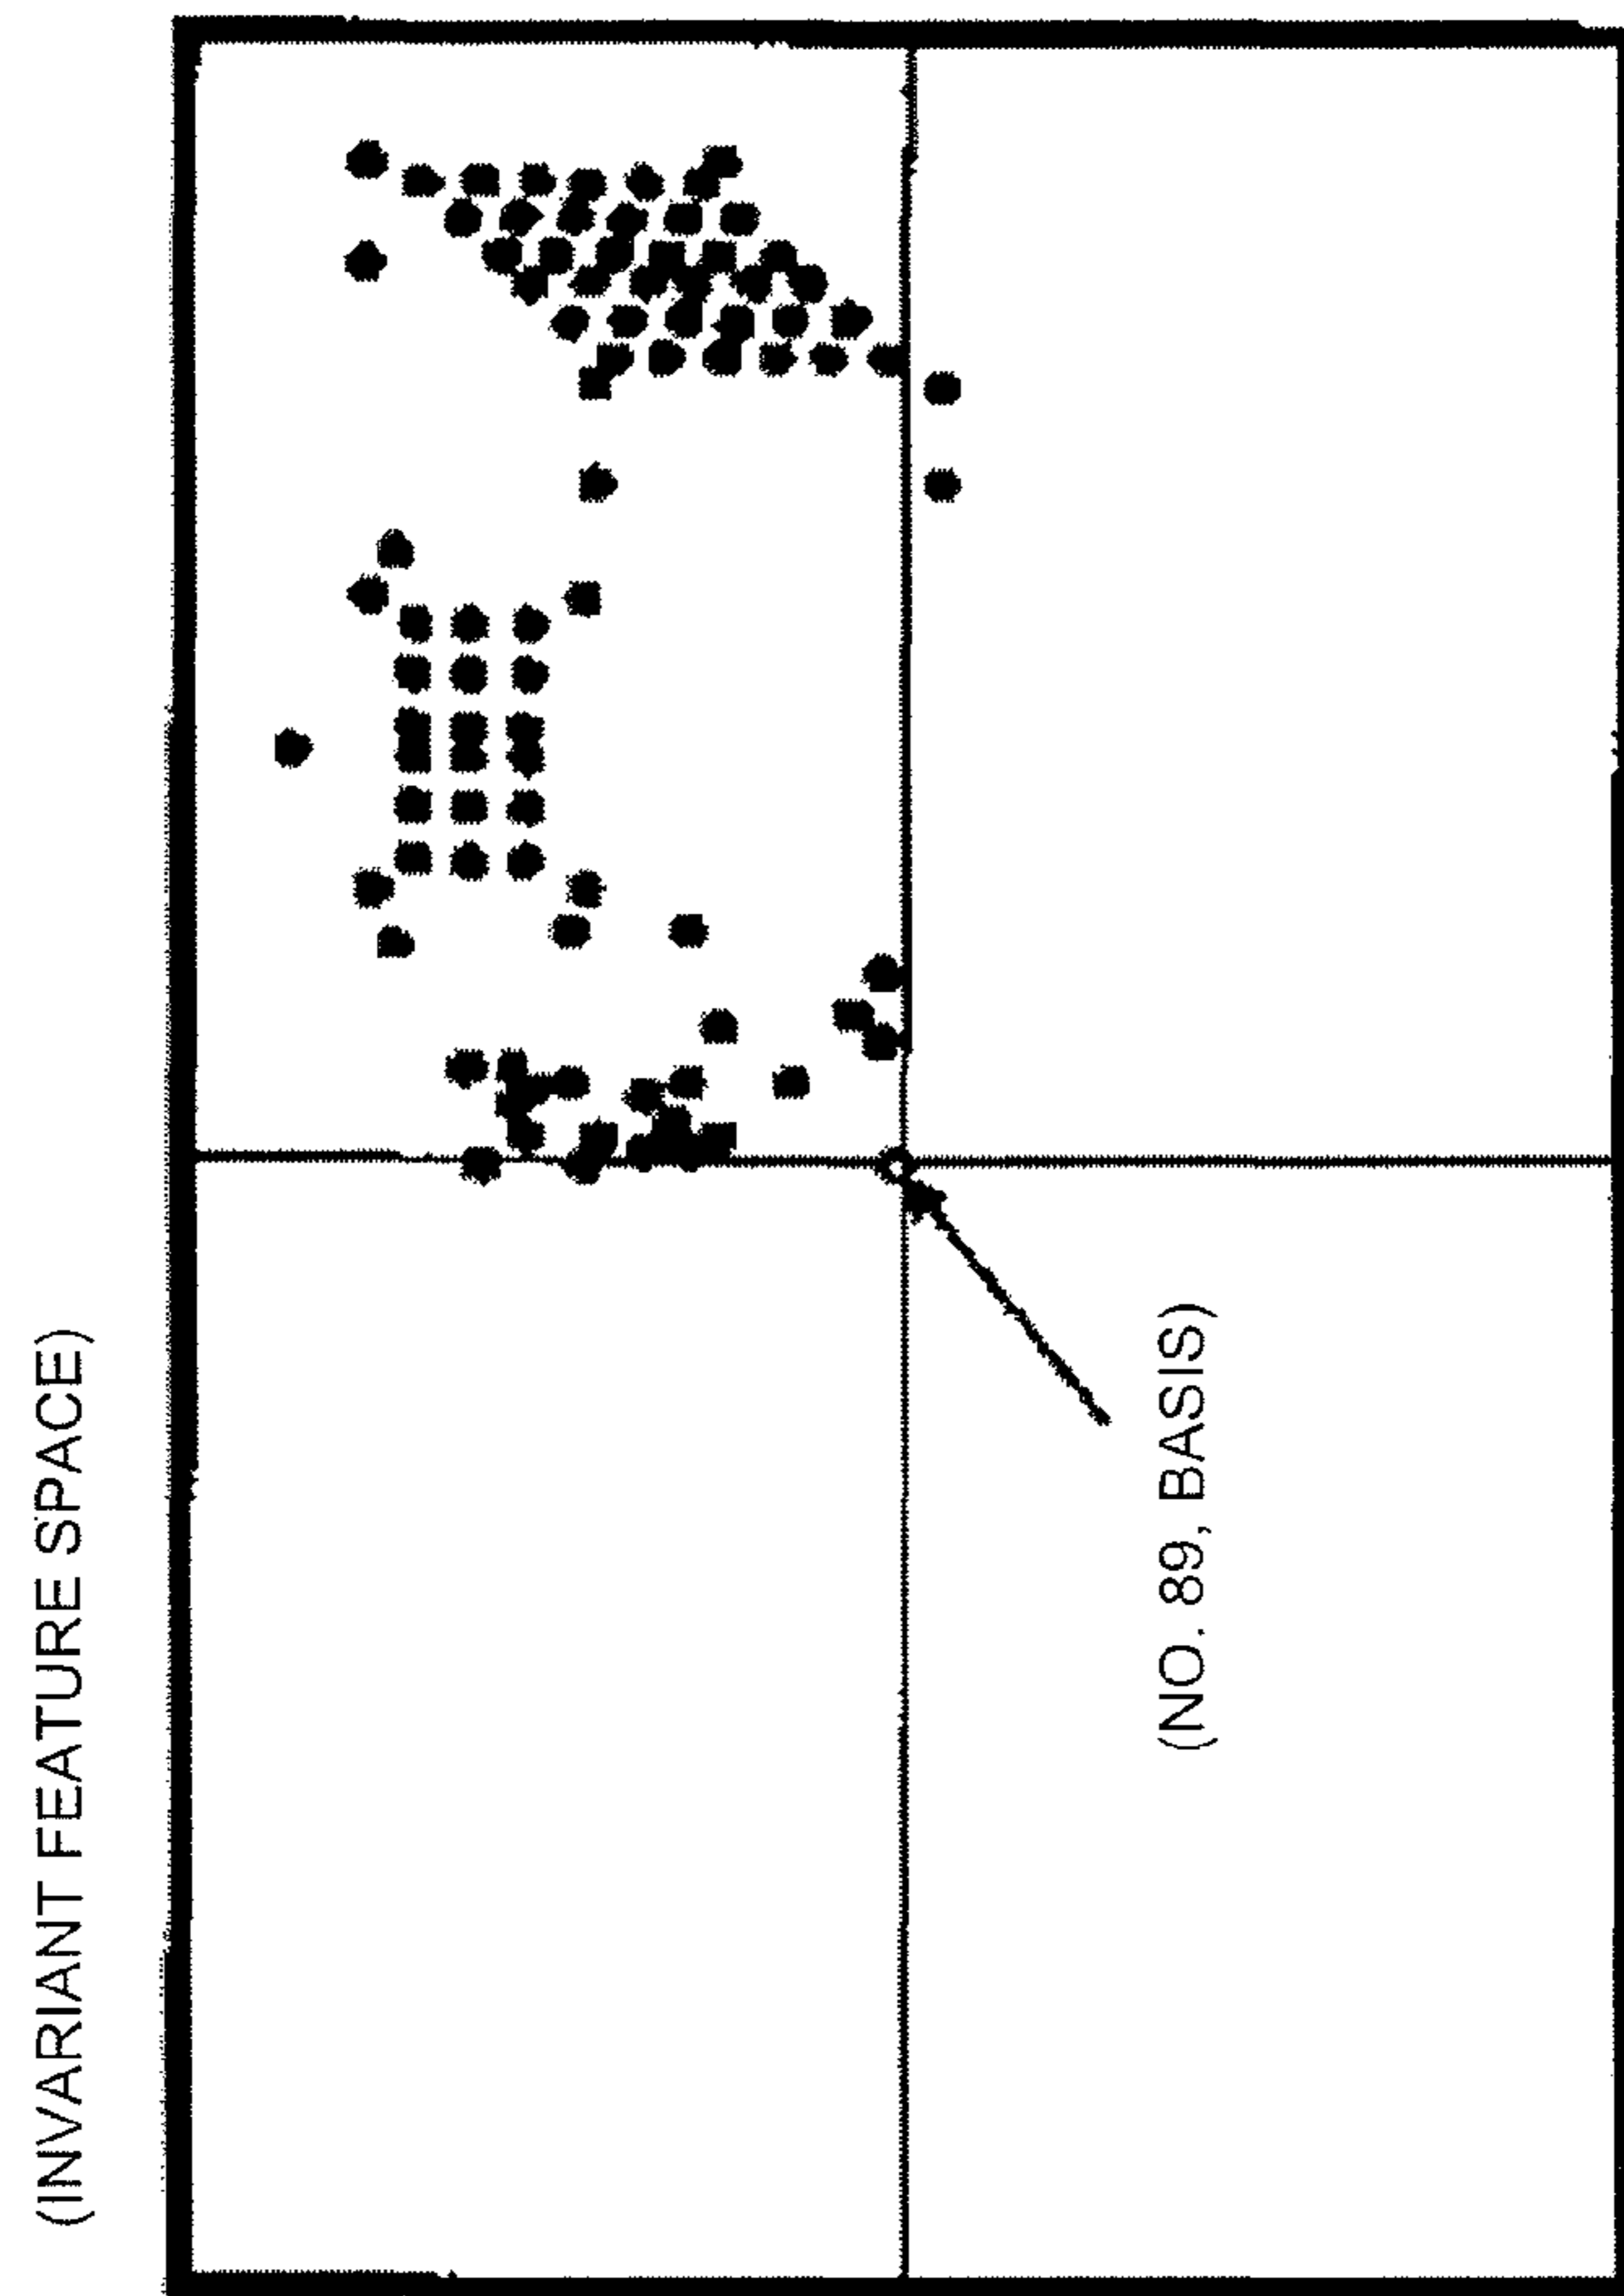 (INVARIANT FEATURE SPACE)
(NO. 89, BASIS)